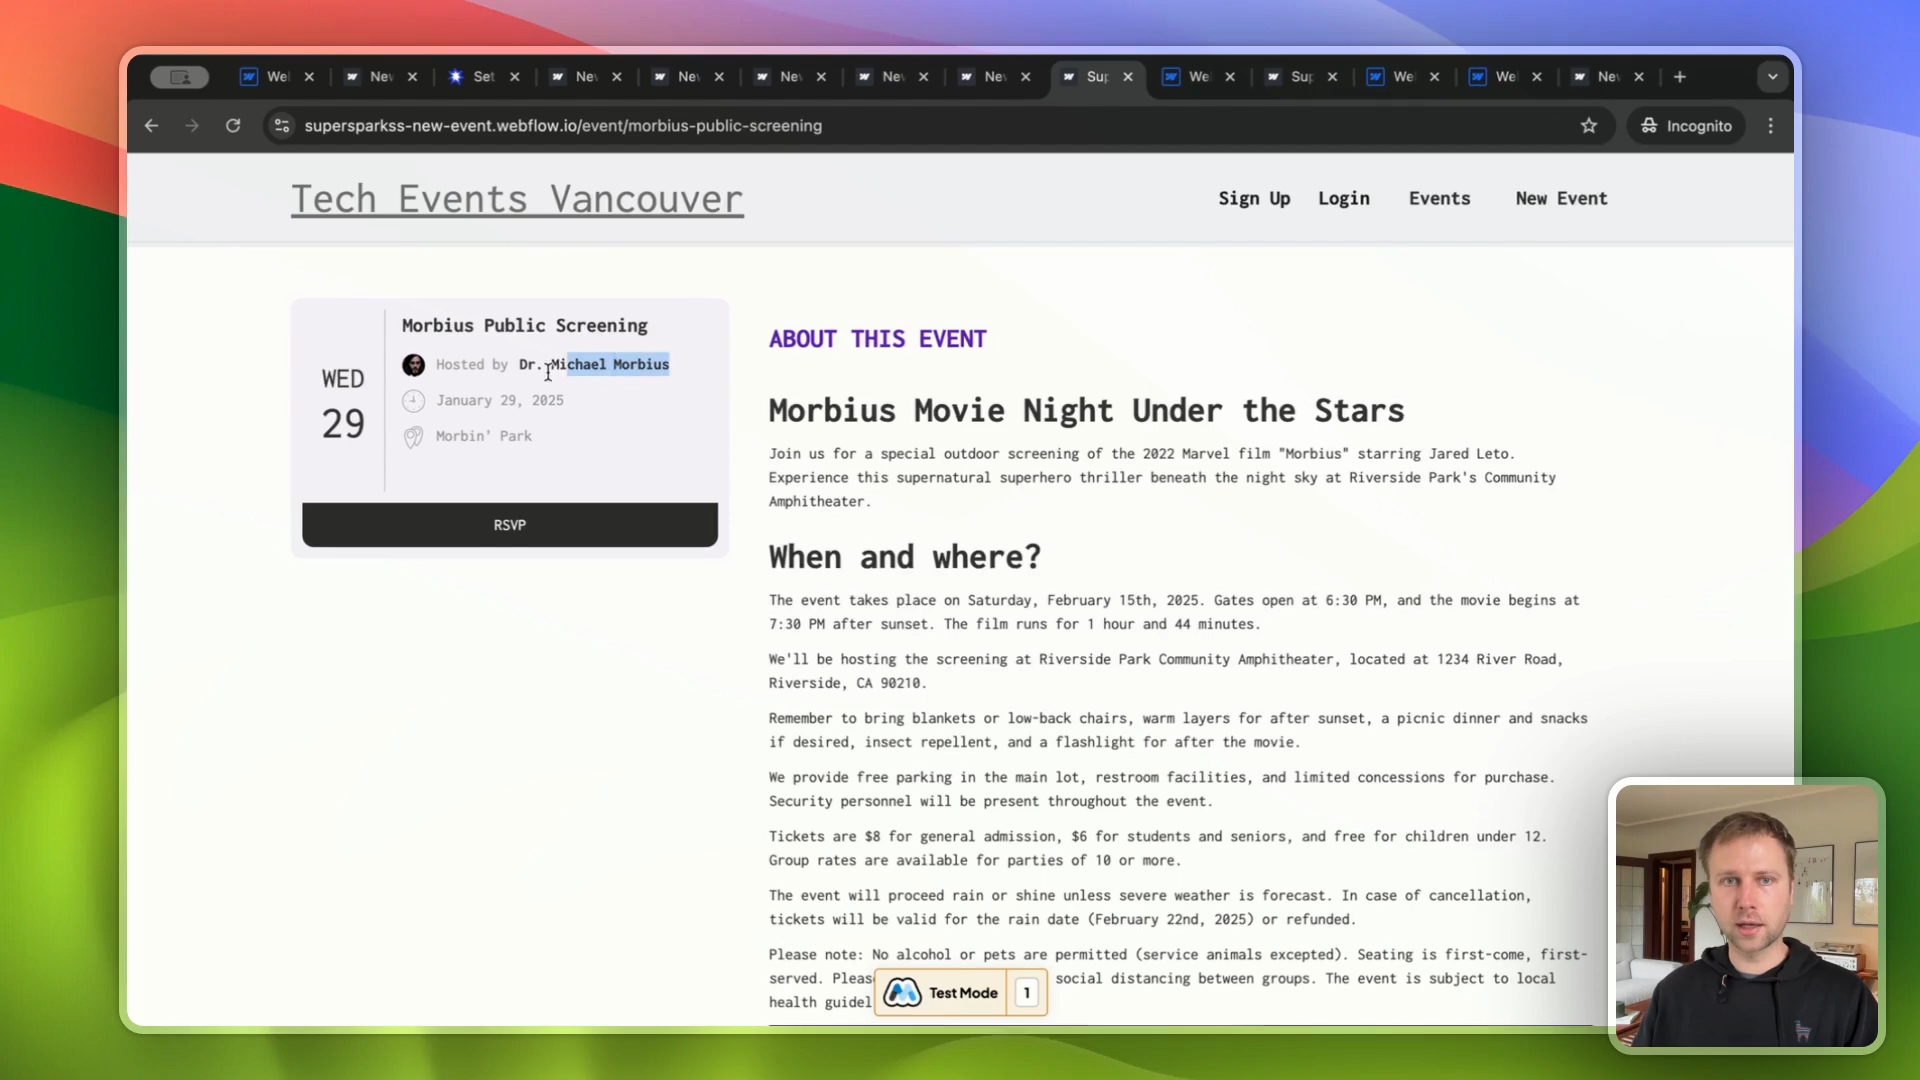 Wel
Nev
Set
Nev
Nev
Nev
Nev
Nev
Sup
We
Sup
We
We
Nev
supersparkss-new-event.webflow.io/event/morbius-public-screening
Incognito
Tech Events Vancouver
Sign Up
Login
Events
New Event
WED
29
Morbius Public Screening
Hosted by Dr. Michael Morbius
January 29, 2025
Morbin' Park
RSVP
ABOUT THIS EVENT
Morbius Movie Night Under the Stars
Join us for a special outdoor screening of the 2022 Marvel film "Morbius" starring Jared Leto.
Experience this supernatural superhero thriller beneath the night sky at Riverside Park's Community
Amphitheater.
When and where?
The event takes place on Saturday, February 15th, 2025. Gates open at 6:30 PM, and the movie begins at
7:30 PM after sunset. The film runs for 1 hour and 44 minutes.
We'll be hosting the screening at Riverside Park Community Amphitheater, located at 1234 River Road,
Riverside, CA 90210.
Remember to bring blankets or low-back chairs, warm layers for after sunset, a picnic dinner and snacks
if desired, insect repellent, and a flashlight for after the movie.
We provide free parking in the main lot, restroom facilities, and limited concessions for purchase.
Security personnel will be present throughout the event.
Tickets are $8 for general admission, $6 for students and seniors, and free for children under 12.
Group rates are available for parties of 10 or more.
The event will proceed rain or shine unless severe weather is forecast. In case of cancellation,
tickets will be valid for the rain date (February 22nd, 2025) or refunded.
Please note: No alcohol or pets are permitted (service animals excepted). Seating is first-come, first-
served. Pleas social distancing between groups. The event is subject to local
health guidel
Test Mode 1